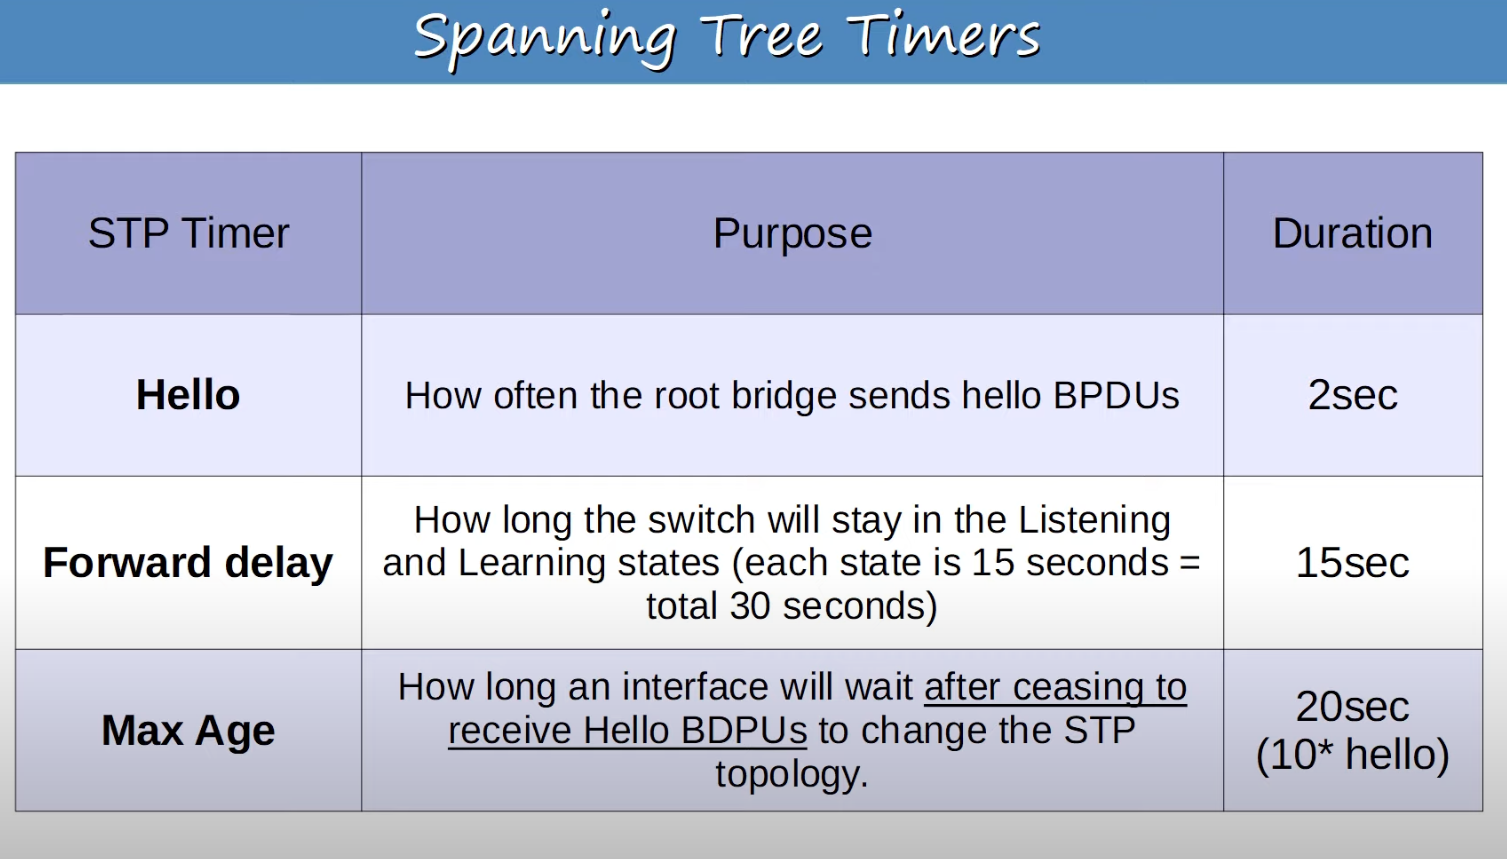 Spanning Tree Timers
STP Timer
Purpose
Duration
Hello
How often the root bridge sends hello BPDUs
2sec
Forward delay
How long the switch will stay in the Listening
and Learning states (each state is 15 seconds =
total 30 seconds)
15sec
Max Age
How long an interface will wait after ceasing to
receive Hello BDPUs to change the STP
topology.
20sec
(10* hello)